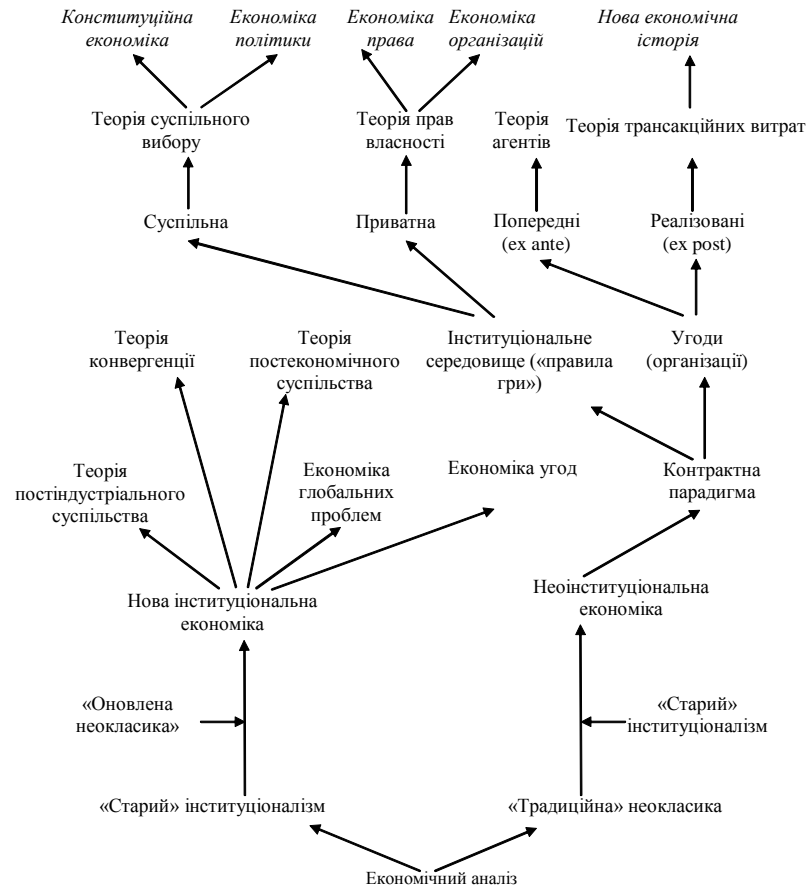 Конституційна
економіка
Економіка
політики
Економіка
права
Економіка
організацій
Нова економічна
історія
Теорія суспільного
вибору
Теорія прав
власності
Теорія
агентів
Теорія трансакційних витрат
Суспільна
Приватна
Попередні
(ex ante)
Реалізовані
(ex post)
Теорія
конвергенції
Теорія
постекономічного
суспільства
Інституціональне
середовище («правила
гри»)
Угоди
(організації)
Теорія
постіндустріального
суспільства
Економіка
глобальних
проблем
Економіка угод
Контрактна
парадигма
Нова інституціональна
економіка
Неоінституціональна
економіка
«Оновлена
неокласика»
«Старий»
інституціоналізм
«Старий» інституціоналізм
«Традиційна» неокласика
Економічний аналіз